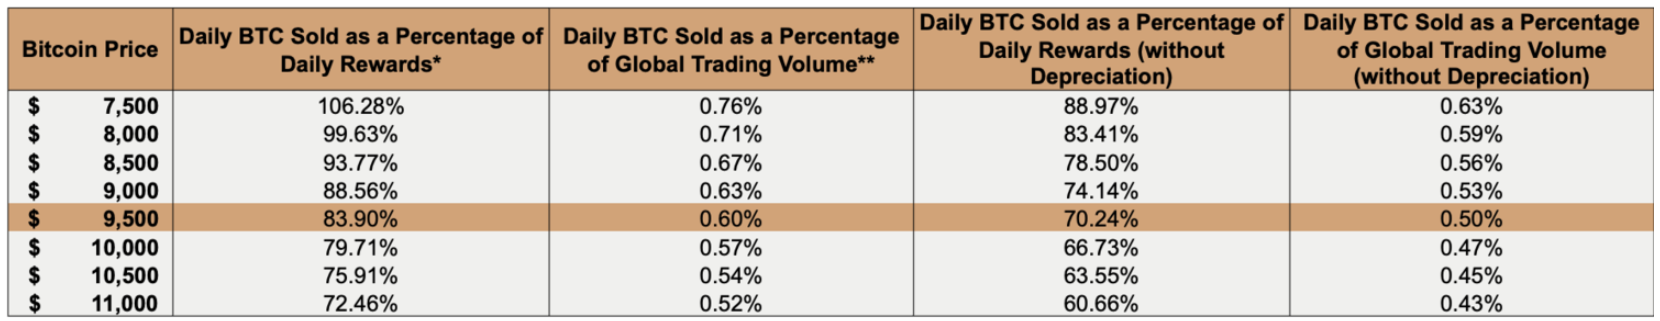 Bitcoin Price
Daily BTC Sold as a Percentage of
Daily Rewards*
Daily BTC Sold as a Percentage
of Global Trading Volume**
Daily BTC Sold as a Percentage of
Daily Rewards (without
Depreciation)
Daily BTC Sold as a Percentage
of Global Trading Volume
(without Depreciation)
$ 7,500 106.28% 0.76% 88.97% 0.63%
$ 8,000 99.63% 0.71% 83.41% 0.59%
$ 8,500 93.77% 0.67% 78.50% 0.56%
$ 9,000 88.56% 0.63% 74.14% 0.53%
$ 9,500 83.90% 0.60% 70.24% 0.50%
$ 10,000 79.71% 0.57% 66.73% 0.47%
$ 10,500 75.91% 0.54% 63.55% 0.45%
$ 11,000 72.46% 0.52% 60.66% 0.43%